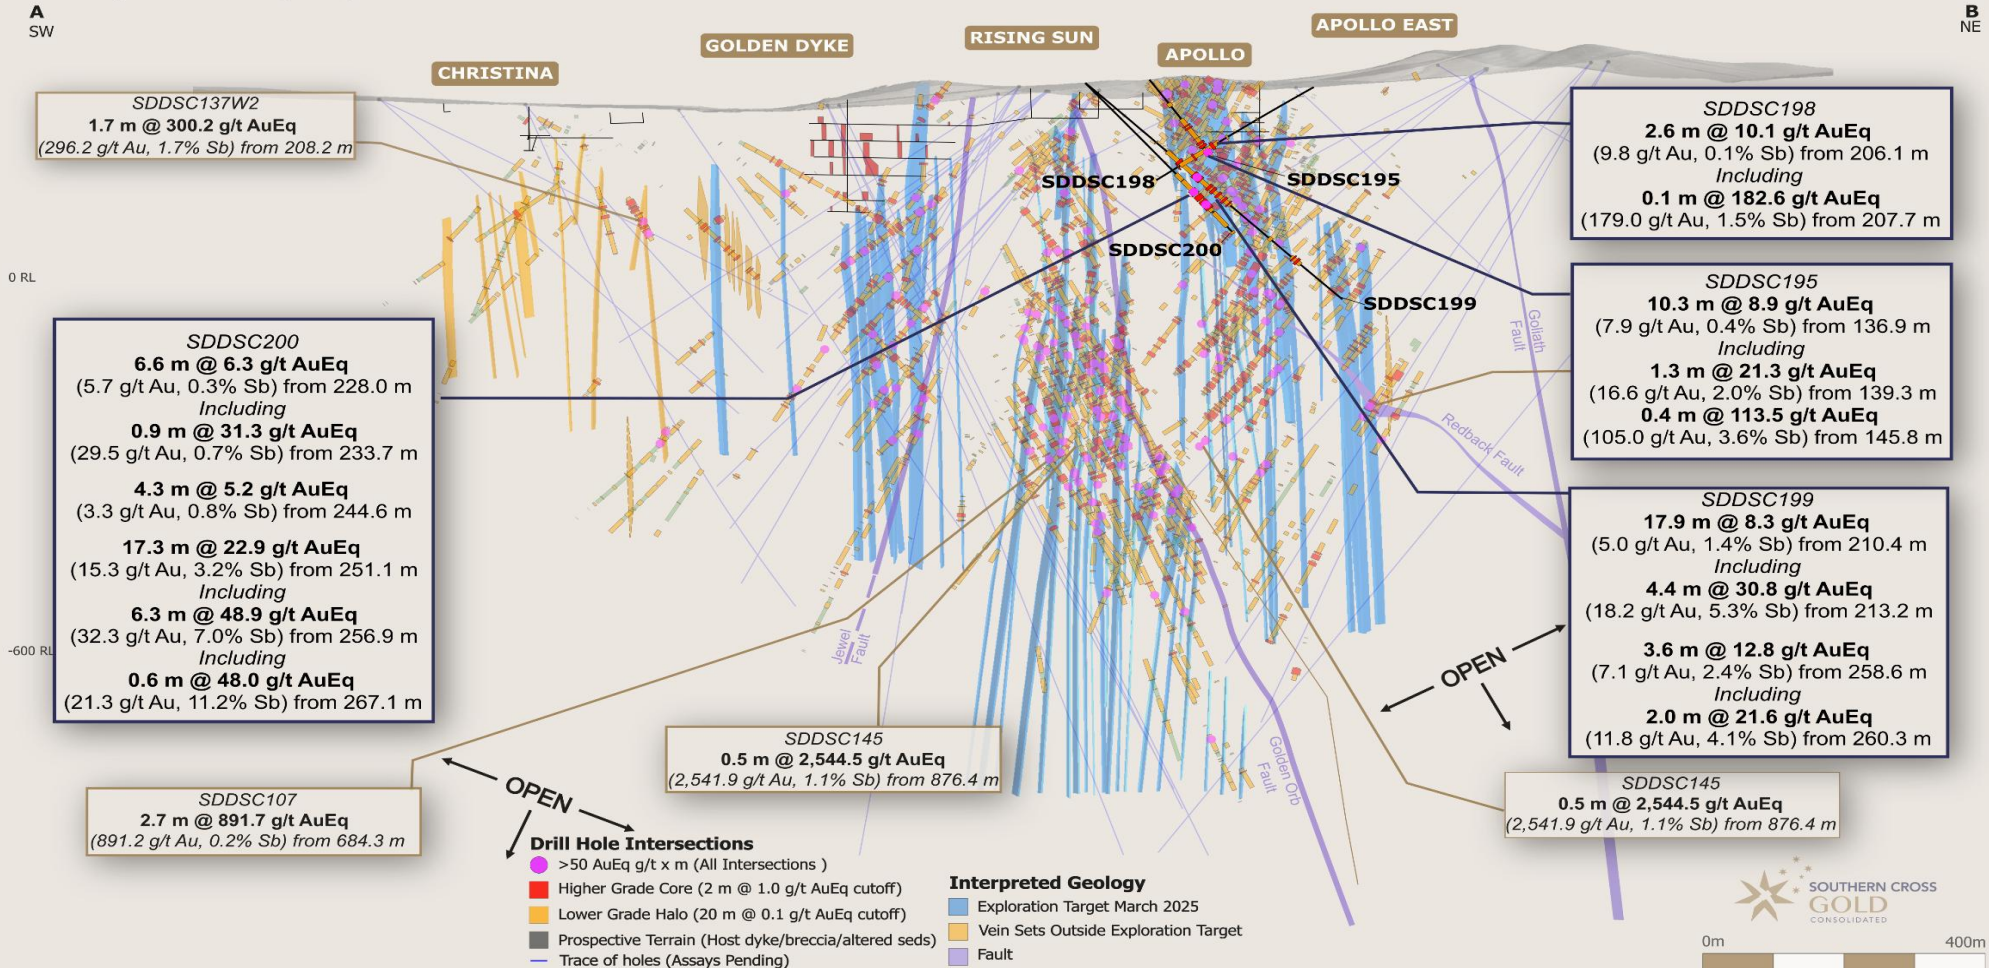 A
SW
B
NE
CHRISTINA
GOLDEN DYKE
RISING SUN
APOLLO
APOLLO EAST
SDDSC137W2
1.7 m @ 300.2 g/t AuEq
(296.2 g/t Au, 1.7% Sb) from 208.2 m
SDDSC198
2.6 m @ 10.1 g/t AuEq
(9.8 g/t Au, 0.1% Sb) from 206.1 m
Including
0.1 m @ 182.6 g/t AuEq
(179.0 g/t Au, 1.5% Sb) from 207.7 m
SDDSC198
SDDSC195
SDDSC200
SDDSC199
0 RL
-600 RL
SDDSC195
10.3 m @ 8.9 g/t AuEq
(7.9 g/t Au, 0.4% Sb) from 136.9 m
Including
1.3 m @ 21.3 g/t AuEq
(16.6 g/t Au, 2.0% Sb) from 139.3 m
0.4 m @ 113.5 g/t AuEq
(105.0 g/t Au, 3.6% Sb) from 145.8 m
SDDSC200
6.6 m @ 6.3 g/t AuEq
(5.7 g/t Au, 0.3% Sb) from 228.0 m
Including
0.9 m @ 31.3 g/t AuEq
(29.5 g/t Au, 0.7% Sb) from 233.7 m
4.3 m @ 5.2 g/t AuEq
(3.3 g/t Au, 0.8% Sb) from 244.6 m
17.3 m @ 22.9 g/t AuEq
(15.3 g/t Au, 3.2% Sb) from 251.1 m
Including
6.3 m @ 48.9 g/t AuEq
(32.3 g/t Au, 7.0% Sb) from 256.9 m
Including
0.6 m @ 48.0 g/t AuEq
(21.3 g/t Au, 11.2% Sb) from 267.1 m
Goliath
Fault
Redback Fault
Jewel
Fault
Golden Orb
Fault
SDDSC199
17.9 m @ 8.3 g/t AuEq
(5.0 g/t Au, 1.4% Sb) from 210.4 m
Including
4.4 m @ 30.8 g/t AuEq
(18.2 g/t Au, 5.3% Sb) from 213.2 m
3.6 m @ 12.8 g/t AuEq
(7.1 g/t Au, 2.4% Sb) from 258.6 m
Including
2.0 m @ 21.6 g/t AuEq
(11.8 g/t Au, 4.1% Sb) from 260.3 m
OPEN
SDDSC145
0.5 m @ 2,544.5 g/t AuEq
(2,541.9 g/t Au, 1.1% Sb) from 876.4 m
SDDSC145
0.5 m @ 2,544.5 g/t AuEq
(2,541.9 g/t Au, 1.1% Sb) from 876.4 m
SDDSC107
2.7 m @ 891.7 g/t AuEq
(891.2 g/t Au, 0.2% Sb) from 684.3 m
OPEN
Drill Hole Intersections
>50 AuEq g/t x m (All Intersections )
Higher Grade Core (2 m @ 1.0 g/t AuEq cutoff)
Lower Grade Halo (20 m @ 0.1 g/t AuEq cutoff)
Prospective Terrain (Host dyke/breccia/altered seds)
Trace of holes (Assays Pending)
Interpreted Geology
Exploration Target March 2025
Vein Sets Outside Exploration Target
Fault
SOUTHERN CROSS
GOLD
CONSOLIDATED
0m
400m